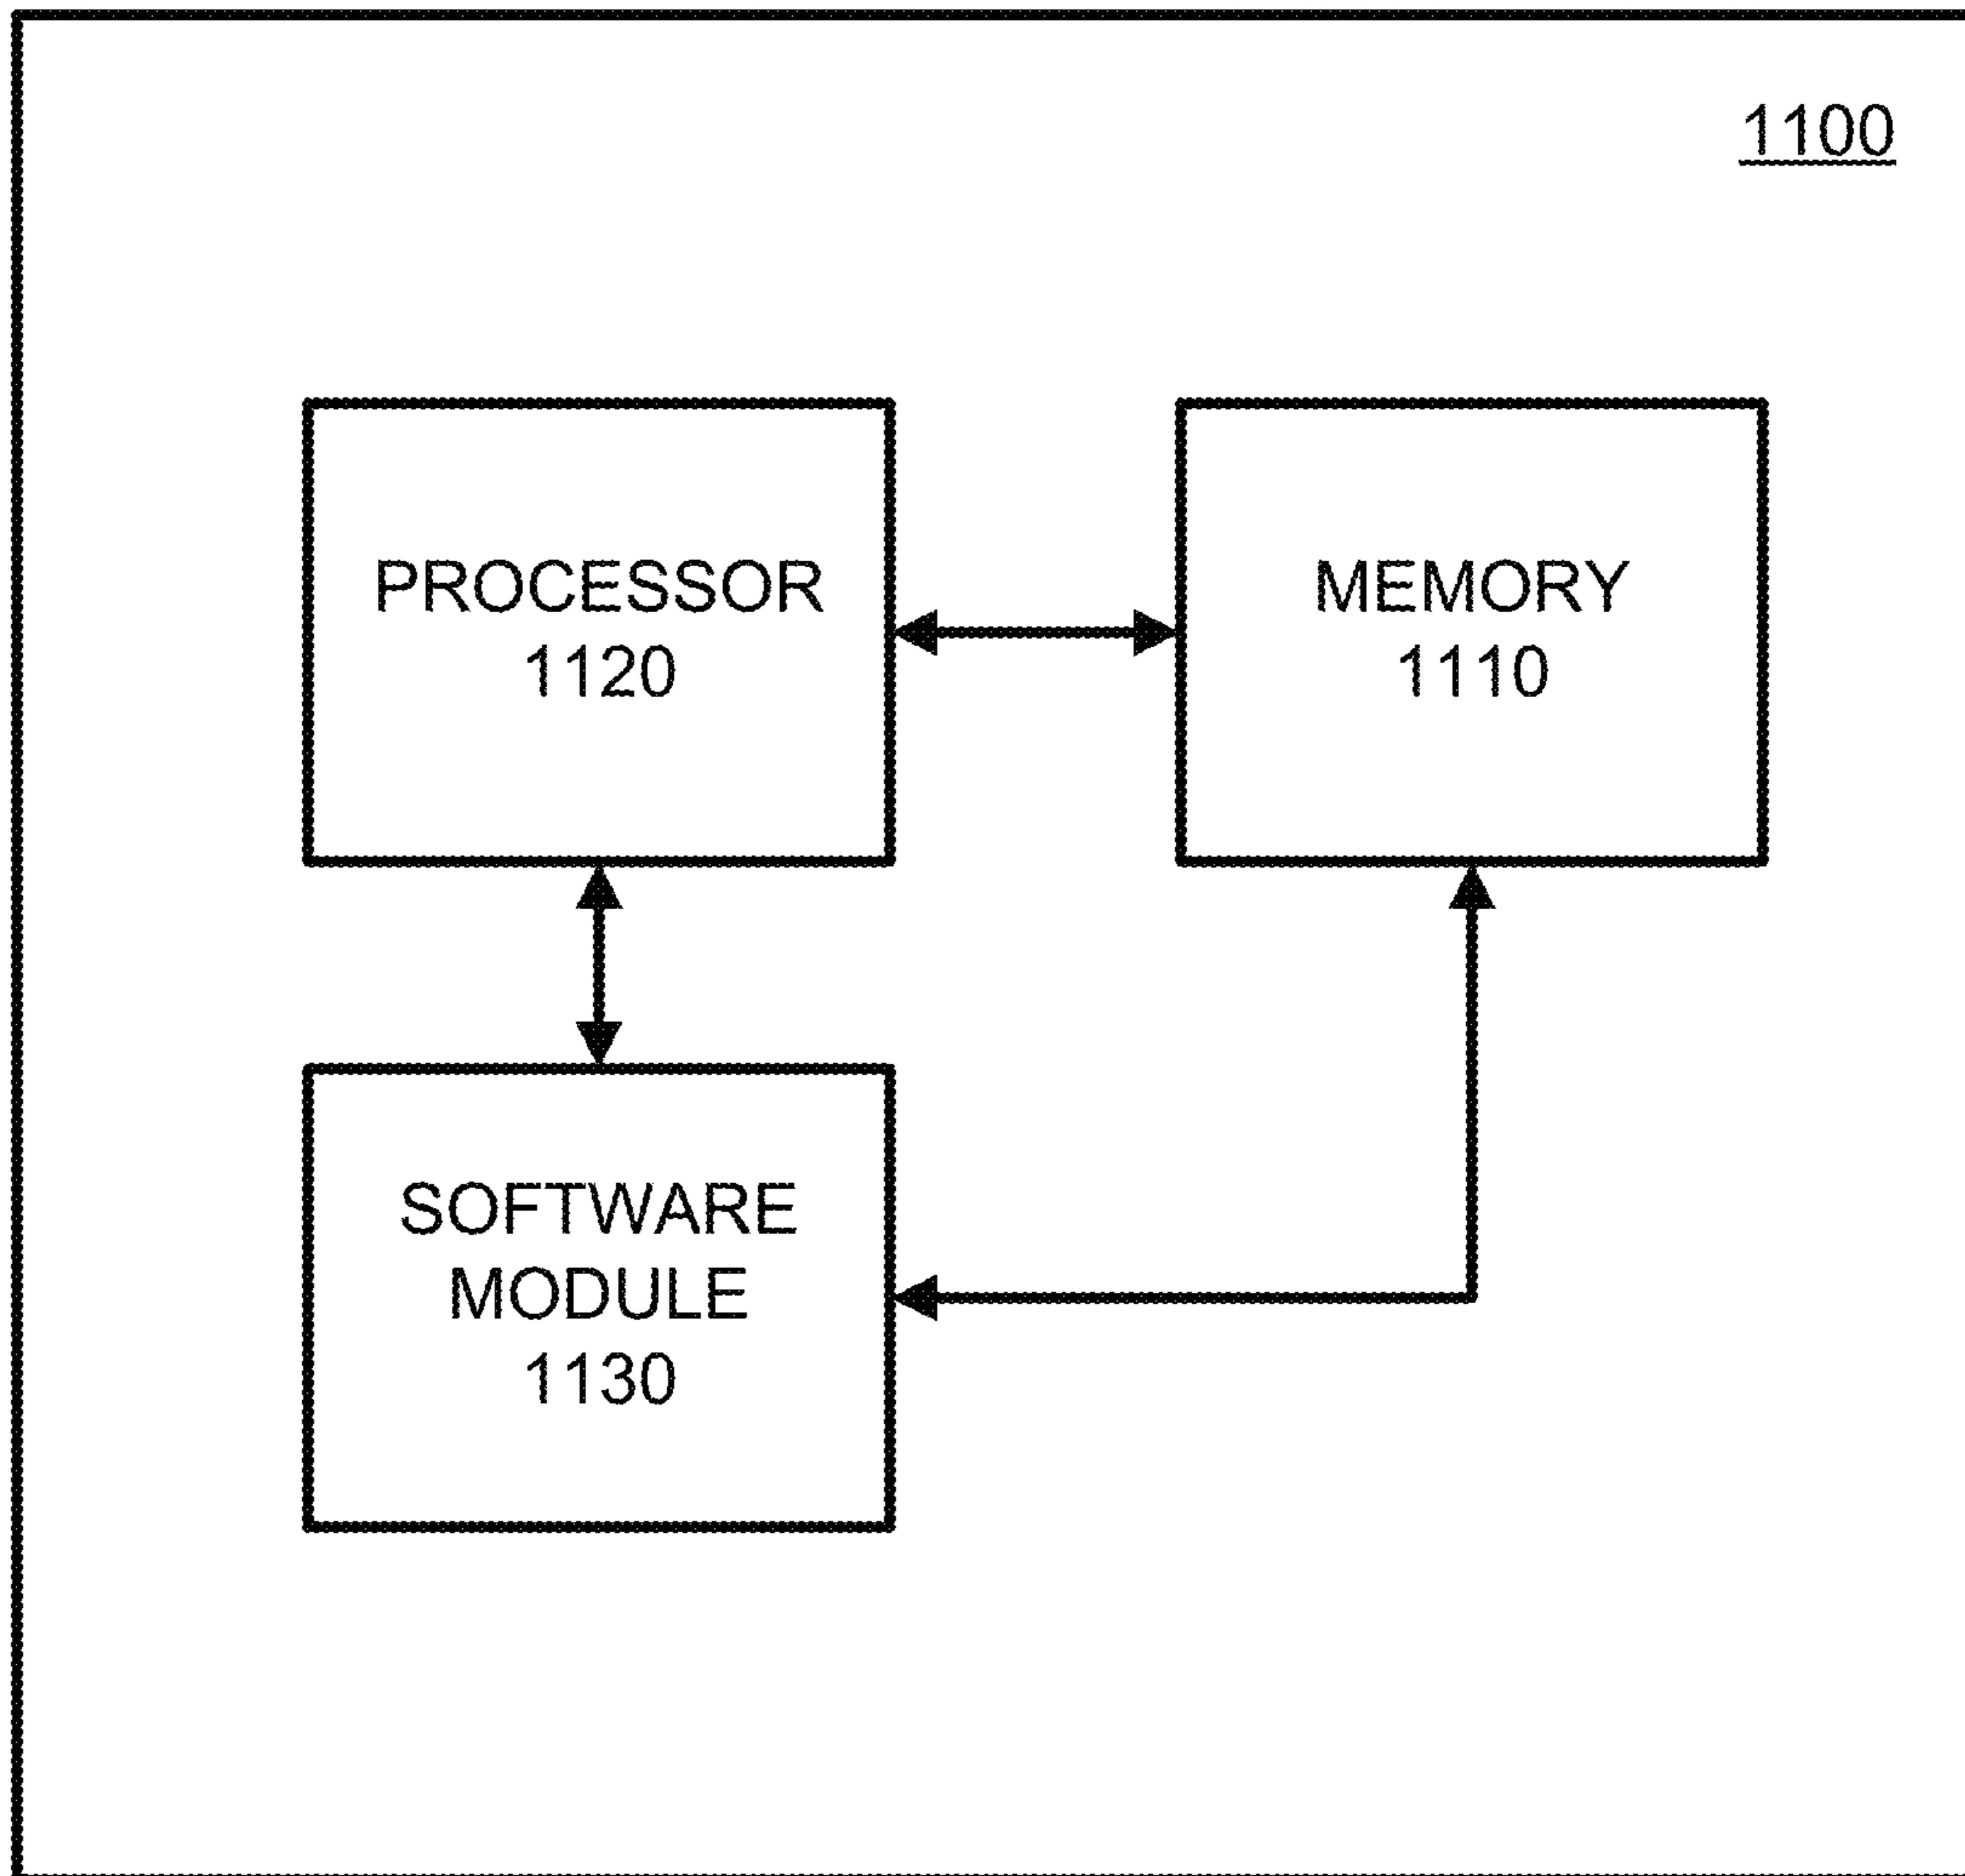 1100
PROCESSOR
1120
MEMORY
1110
SOFTWARE
MODULE
1130